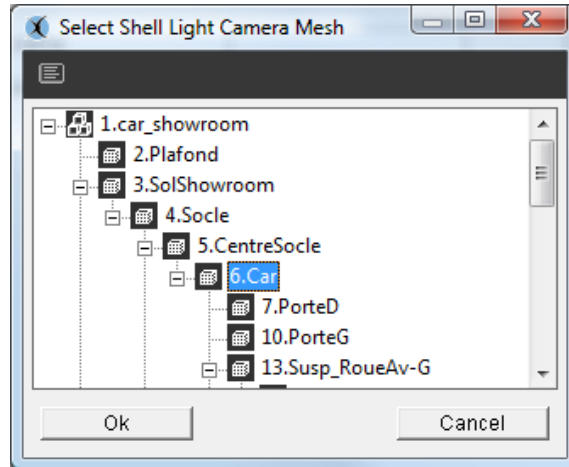 Select Shell Light Camera Mesh
1.car_showroom
2.Plafond
3.SolShowroom
4.Socle
5.CentreSocle
6.Car
7.PorteD
10.PorteG
13.Susp_RoueAv-G
Ok
Cancel